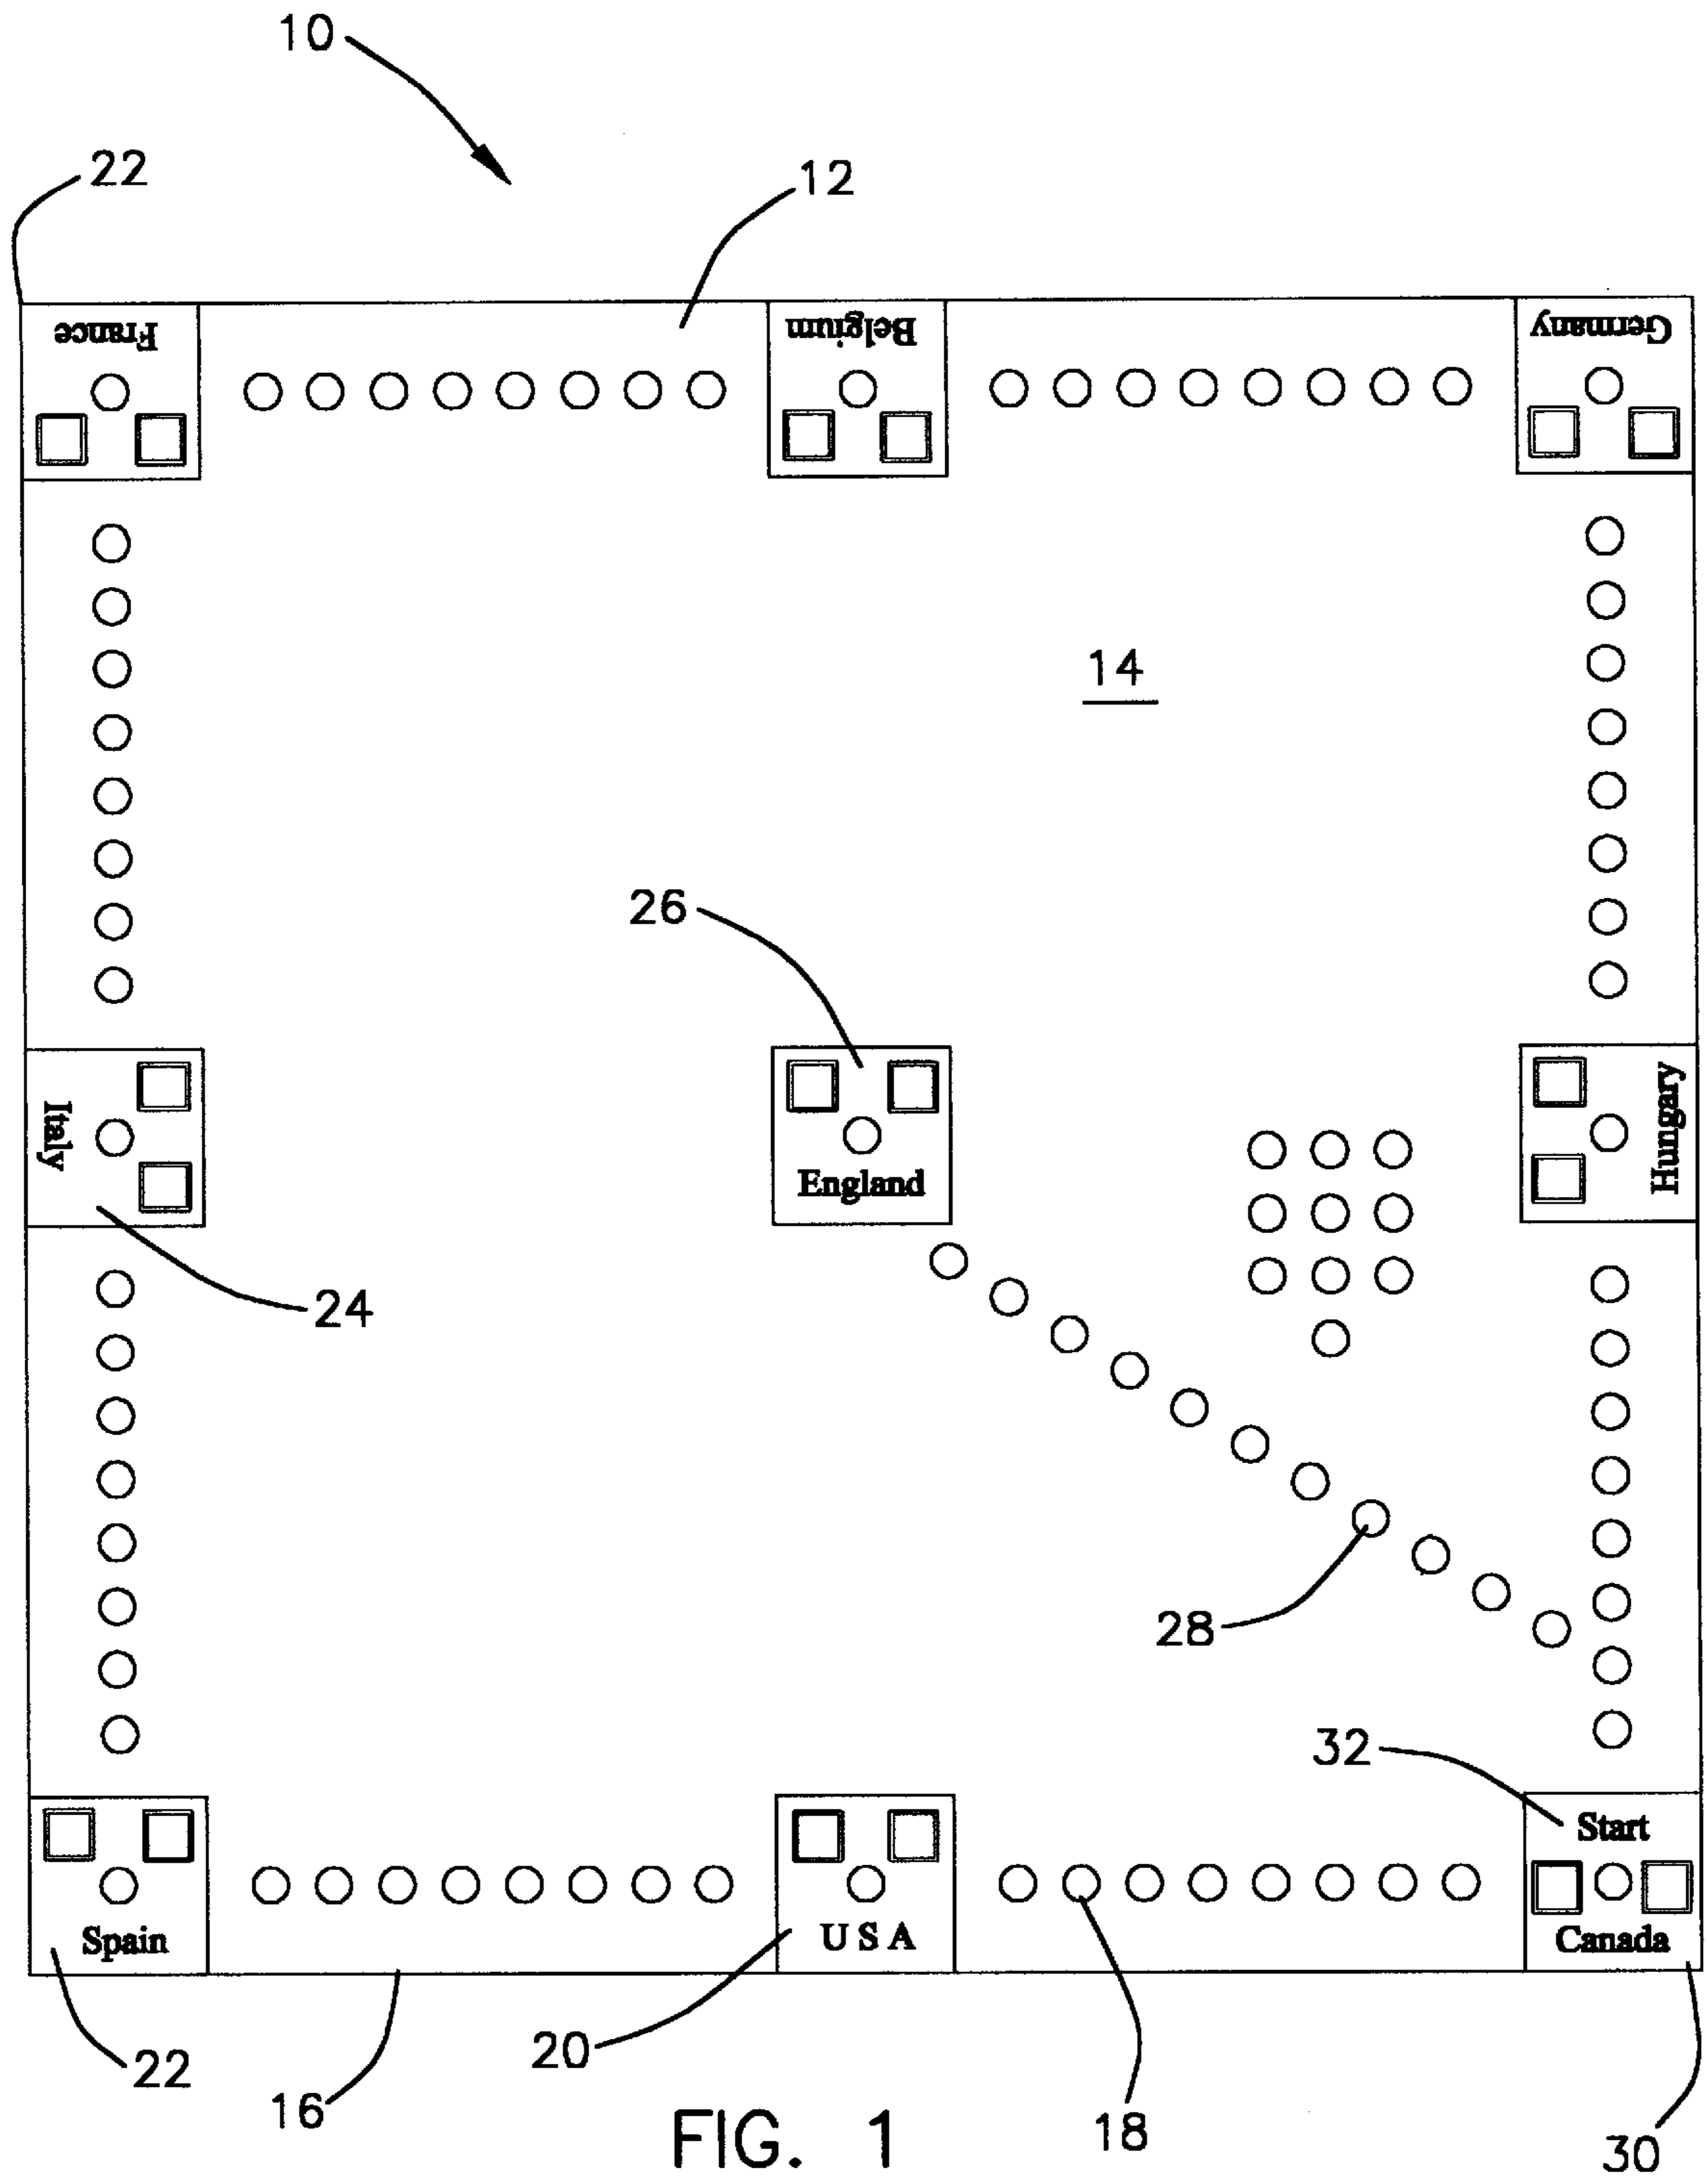 10
22
12
France
Belgium
Germany
14
26
Italy
England
Hungary
24
28
32
Start
Spain
U S A
Canada
20
22
16
18
30
FIG. 1